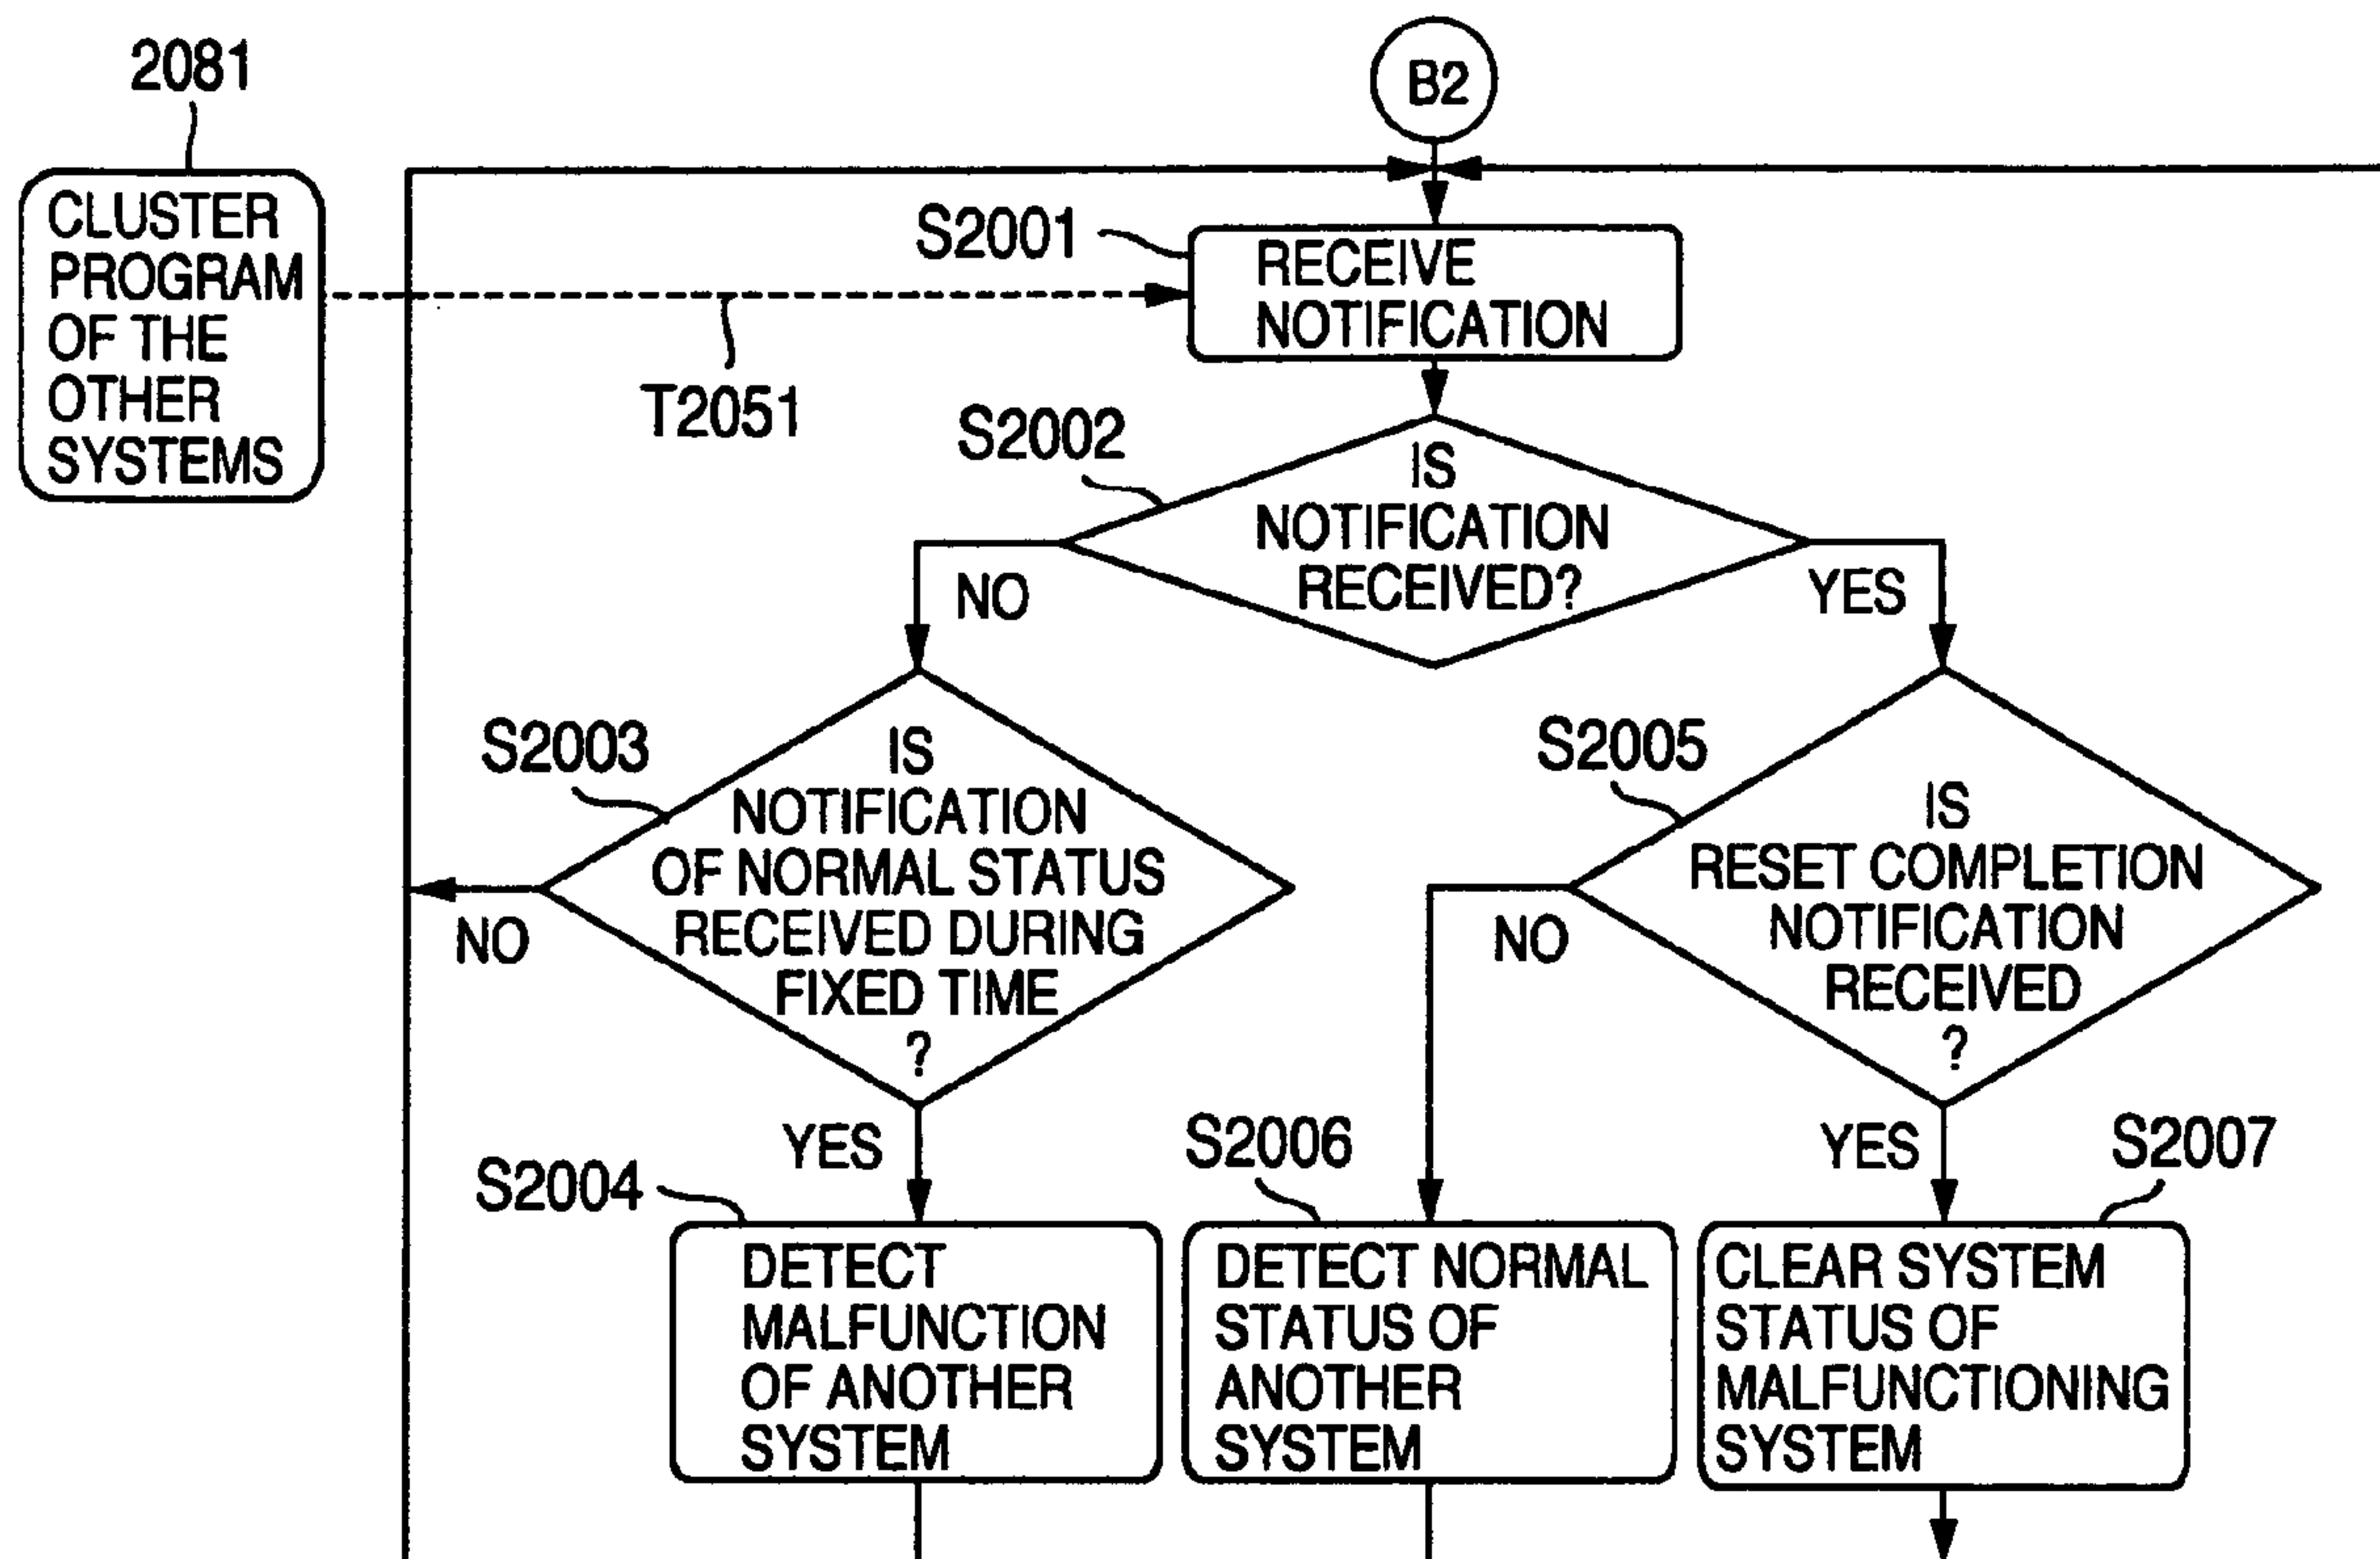 2081
B2
CLUSTER
PROGRAM
OF THE
OTHER
SYSTEMS
S2001
RECEIVE
NOTIFICATION
T2051
S2002
IS
NOTIFICATION
RECEIVED?
NO
YES
S2003
IS
NOTIFICATION
OF NORMAL STATUS
RECEIVED DURING
FIXED TIME
?
NO
YES
S2005
IS
RESET COMPLETION
NOTIFICATION
RECEIVED
?
NO
YES
S2004
DETECT
MALFUNCTION
OF ANOTHER
SYSTEM
S2006
DETECT NORMAL
STATUS OF
ANOTHER
SYSTEM
S2007
CLEAR SYSTEM
STATUS OF
MALFUNCTIONING
SYSTEM